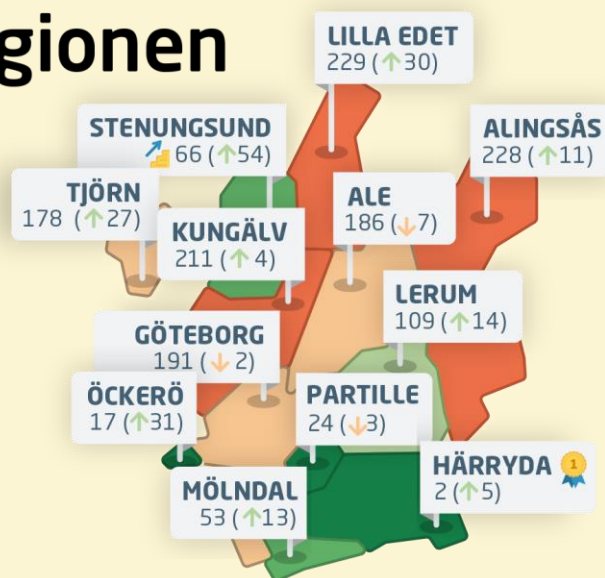 gionen
LILLA EDET
229 (↑30)
STENUNGSUND
66 (↑54)
ALINGSÅS
228 (↑11)
TJÖRN
178 (↑27)
ALE
186 (↓7)
KUNGÄLV
211 (↑4)
LERUM
109 (↑14)
GÖTEBORG
191 (↓2)
ÖCKERÖ
17 (↑31)
PARTILLE
24 (↓3)
HÄRRYDA
1
2 (↑5)
MÖLNDAL
53 (↑13)